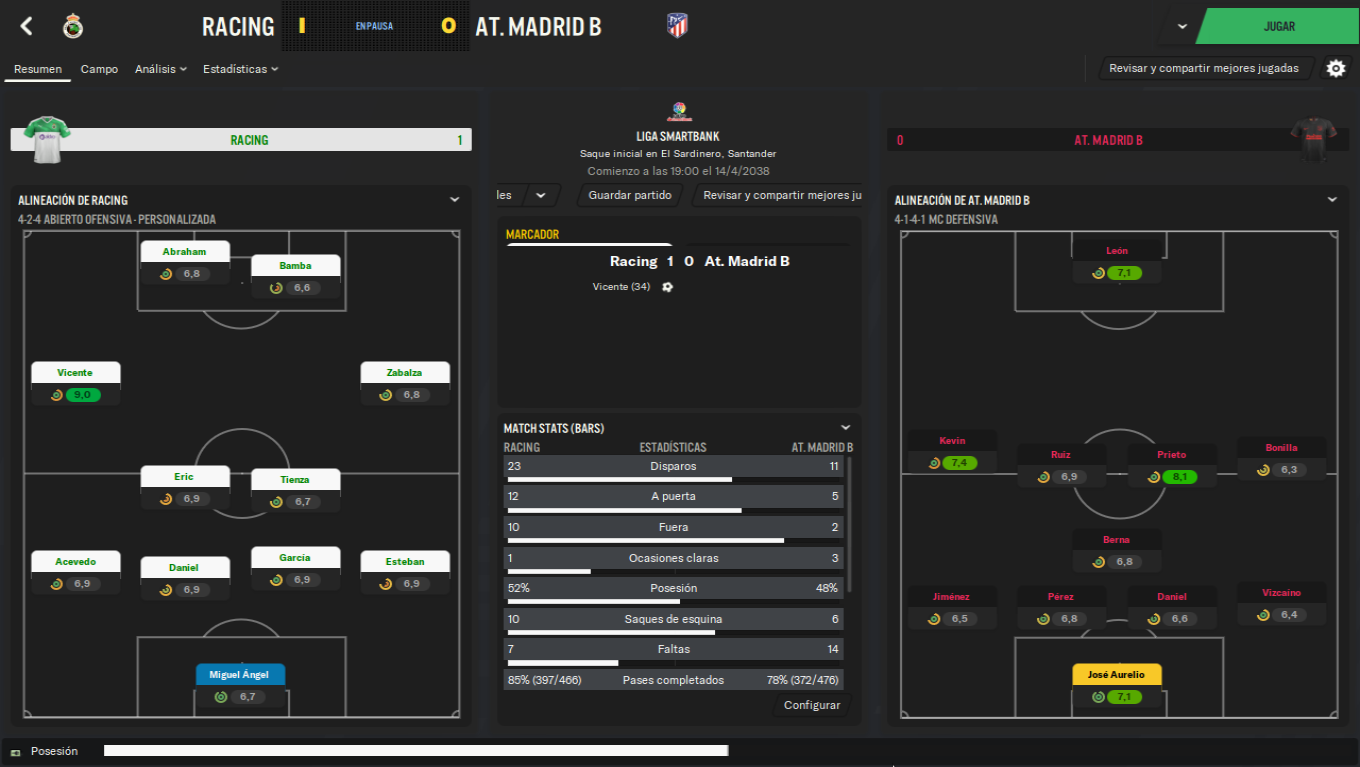 RACING 1 EN PAUSA 0 AT. MADRID B
JUGAR
Resumen Campo Análisis Estadísticas
Revisar y compartir mejores jugadas
RACING 1
LIGA SMARTBANK
Saque inicial en El Sardinero, Santander
Comienzo a las 19:00 el 14/4/2038
les Guardar partido Revisar y compartir mejores ju
0 AT. MADRID B
ALINEACIÓN DE RACING
4-2-4 ABIERTO OFENSIVA - PERSONALIZADA
Abraham
6,8
Bamba
6,6
Vicente
9,0
Zabalza
6,8
Eric
6,9
Tienza
6,7
Acevedo
6,9
Daniel
6,9
García
6,9
Esteban
6,9
Miguel Ángel
6,7
MARCADOR
Racing 1 0 At. Madrid B
Vicente (34)
MATCH STATS (BARS)
RACING ESTADÍSTICAS AT. MADRID B
23 Disparos 11
12 A puerta 5
10 Fuera 2
1 Ocasiones claras 3
52% Posesión 48%
10 Saques de esquina 6
7 Faltas 14
85% (397/466) Pases completados 78% (372/476)
Configurar
ALINEACIÓN DE AT. MADRID B
4-1-4-1 MC DEFENSIVA
León
7,1
Kevin
7,4
Ruiz
6,9
Prieto
8,1
Bonilla
6,3
Berna
6,8
Jiménez
6,5
Pérez
6,8
Daniel
6,6
Vizcaino
6,4
José Aurelio
7,1
Posesión